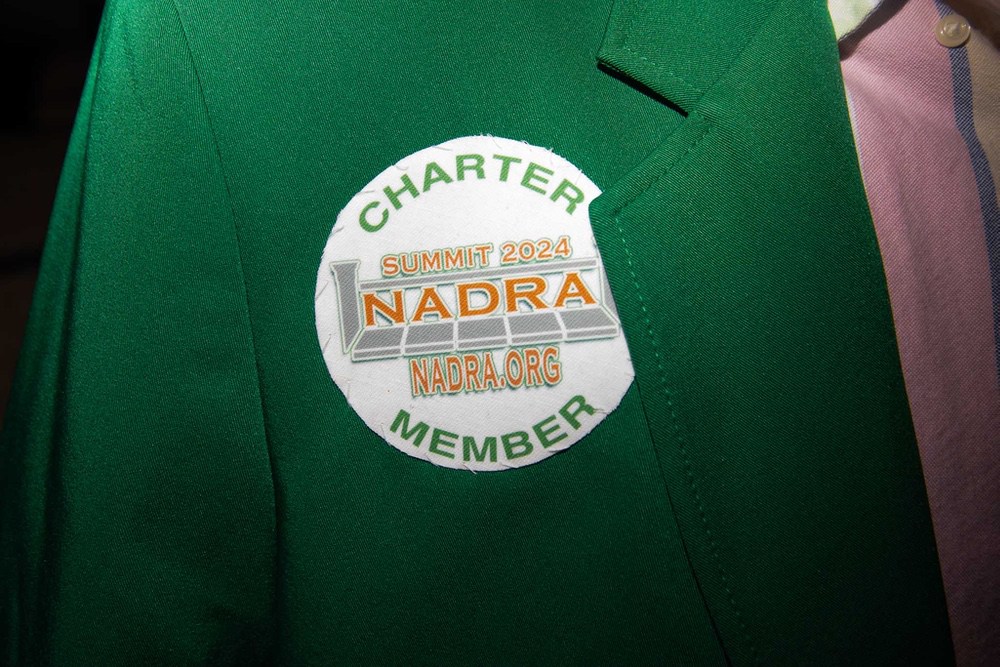 CHARTER
SUMMIT 2024
NADRA
NADRA.ORG
MEMBER